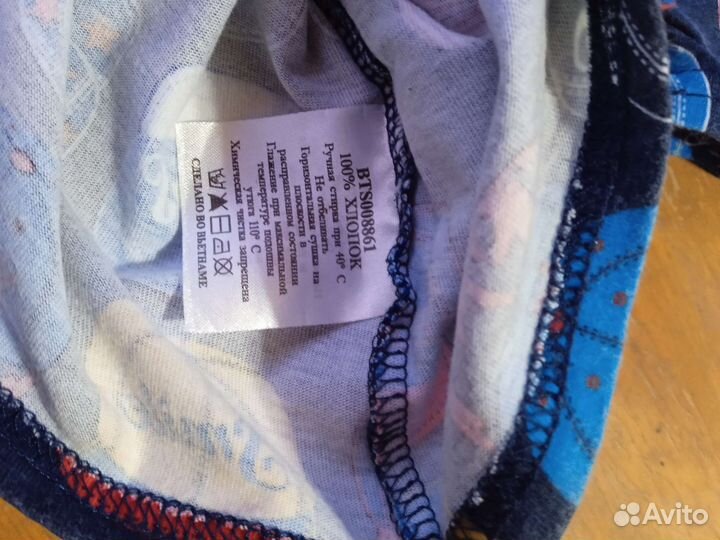 BTS008861
100% ХЛОПОК
Ручная стирка при 40° С
Не отбеливать
Горизонтальная сушка на
плоскости в
расправленном состоянии
Глажение при максимальной
температуре подошвы
утюга 110° С
Химическая чистка запрещена
СДЕЛАНО ВО ВЬЕТНАМЕ
Avito